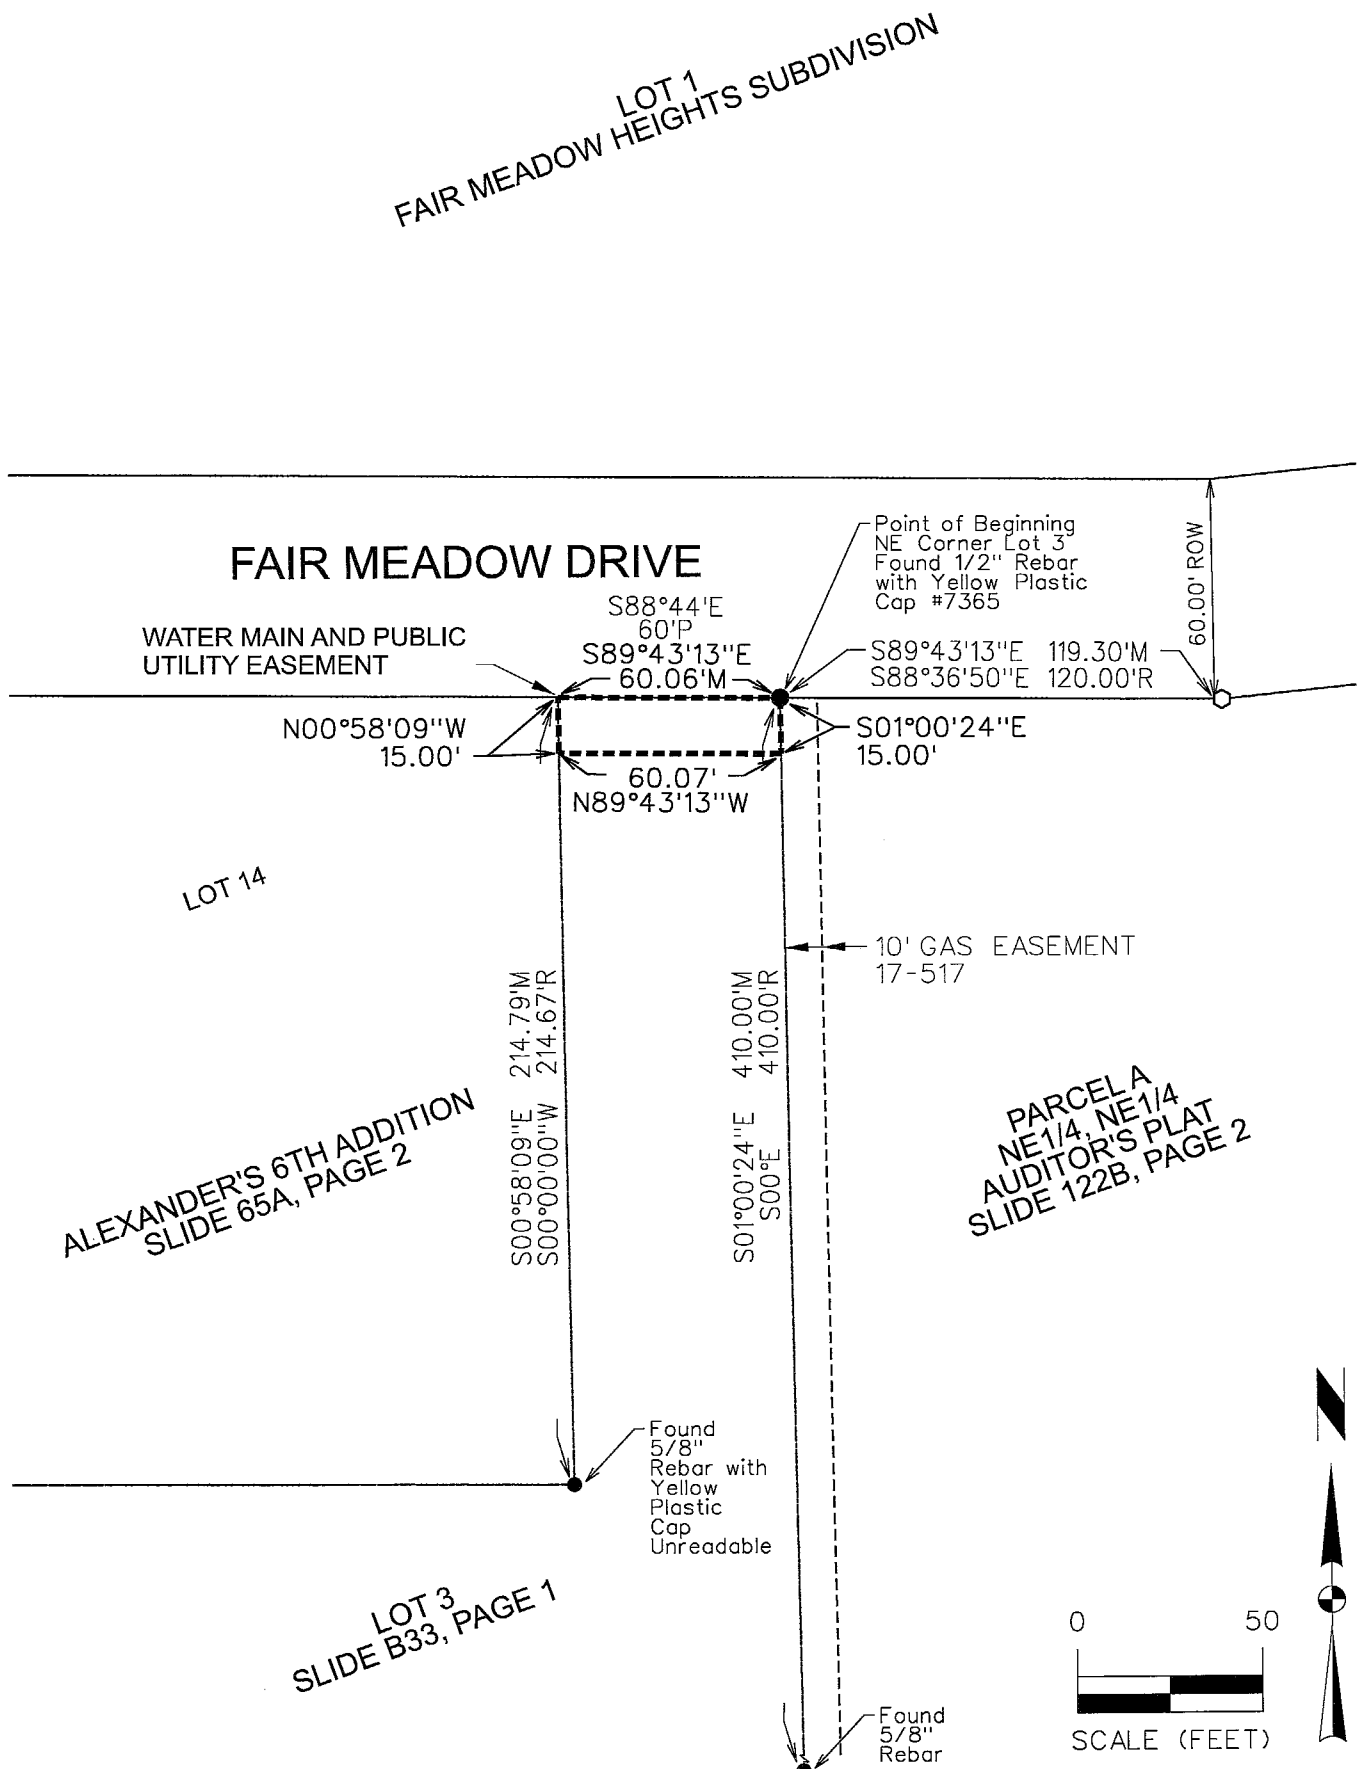 LOT 1
FAIR MEADOW HEIGHTS SUBDIVISION
FAIR MEADOW DRIVE
Point of Beginning
NE Corner Lot 3
Found 1/2" Rebar
with Yellow Plastic
Cap #7365
60.00' ROW
S88°44'E
60'P
S89°43'13"E
60.06'M
WATER MAIN AND PUBLIC
UTILITY EASEMENT
S89°43'13"E 119.30'M
S88°36'50"E 120.00'R
N00°58'09"W
15.00'
S01°00'24"E
15.00'
60.07'
N89°43'13"W
LOT 14
10' GAS EASEMENT
17-517
S00°58'09"E 214.79'M
S00°00'00"W 214.67'R
S01°00'24"E 410.00'M
S00°E 410.00'R
ALEXANDER'S 6TH ADDITION
SLIDE 65A, PAGE 2
PARCEL A
NE1/4, NE1/4
AUDITOR'S PLAT
SLIDE 122B, PAGE 2
Found
5/8"
Rebar with
Yellow
Plastic
Cap
Unreadable
LOT 3
SLIDE B33, PAGE 1
Found
5/8"
Rebar
N
0 50
SCALE (FEET)